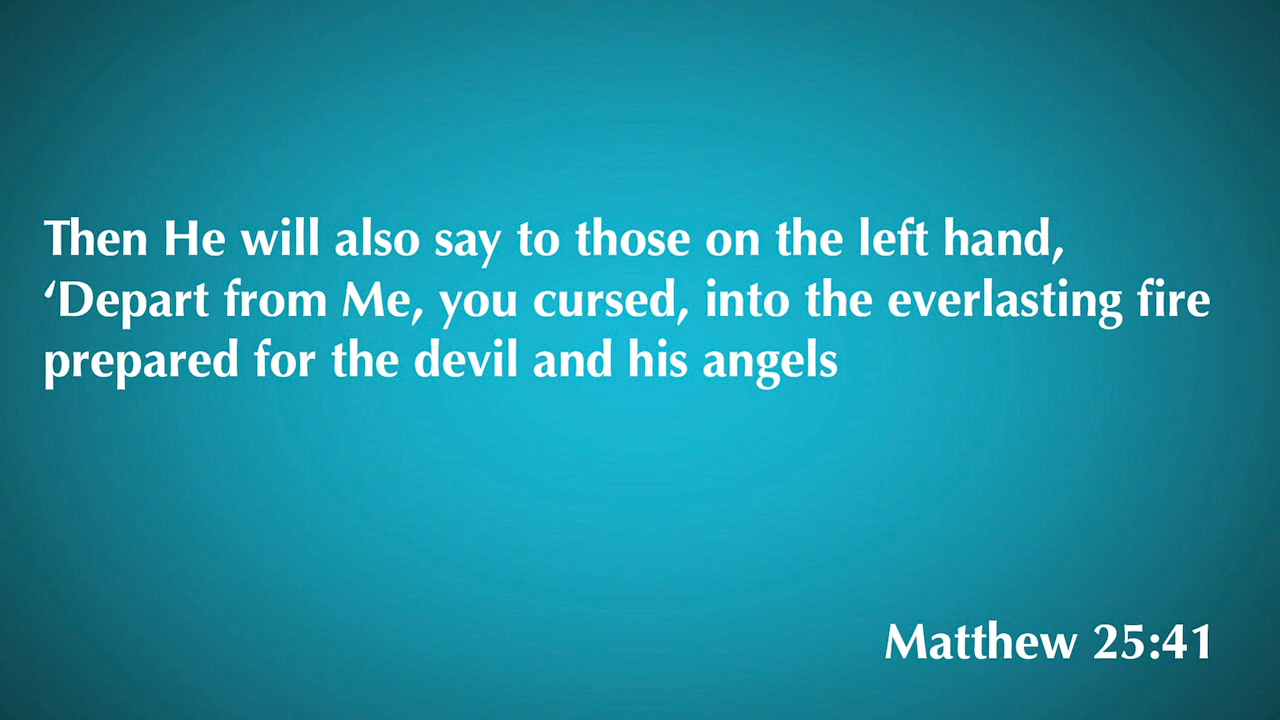 Then He will also say to those on the left hand,
‘Depart from Me, you cursed, into the everlasting fire
prepared for the devil and his angels
Matthew 25:41